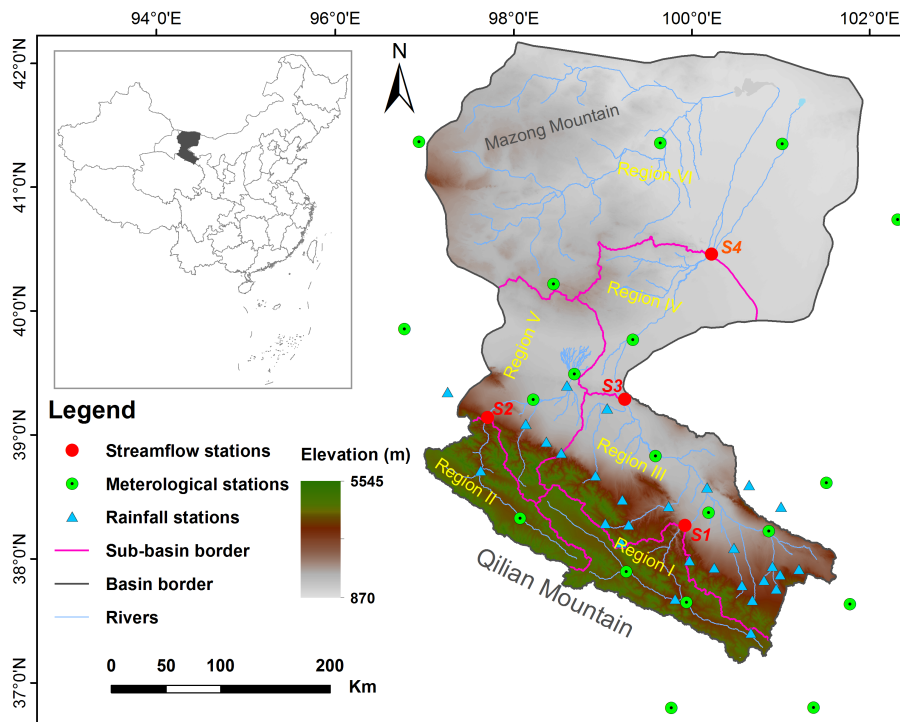 94°0'E 96°0'E 98°0'E 100°0'E 102°0'E
42°0'N
41°0'N
40°0'N
39°0'N
38°0'N
37°0'N
N
Mazong Mountain
Region VI
S4
Region IV
Region V
S3
S2
Region III
Region II
S1
Region I
Qilian Mountain
Legend
Streamflow stations
Meterological stations
Rainfall stations
Sub-basin border
Basin border
Rivers
Elevation (m)
5545
870
0 50 100 200
Km